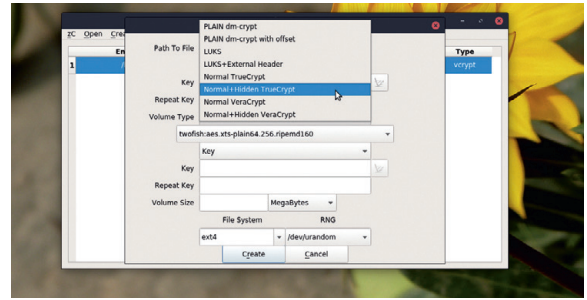 PLAIN dm-crypt
PLAIN dm-crypt with offset
LUKS
LUKS+External Header
Normal TrueCrypt
Normal+Hidden TrueCrypt
Normal VeraCrypt
Normal+Hidden VeraCrypt
zC Open
Type
1
vcrypt
Path To File
Key
Repeat Key
Volume Type
twofish:aes.xts-plain64.256.ripemd160
Key
Key
Repeat Key
Volume Size MegaBytes
File System RNG
ext4 /dev/urandom
Create Cancel